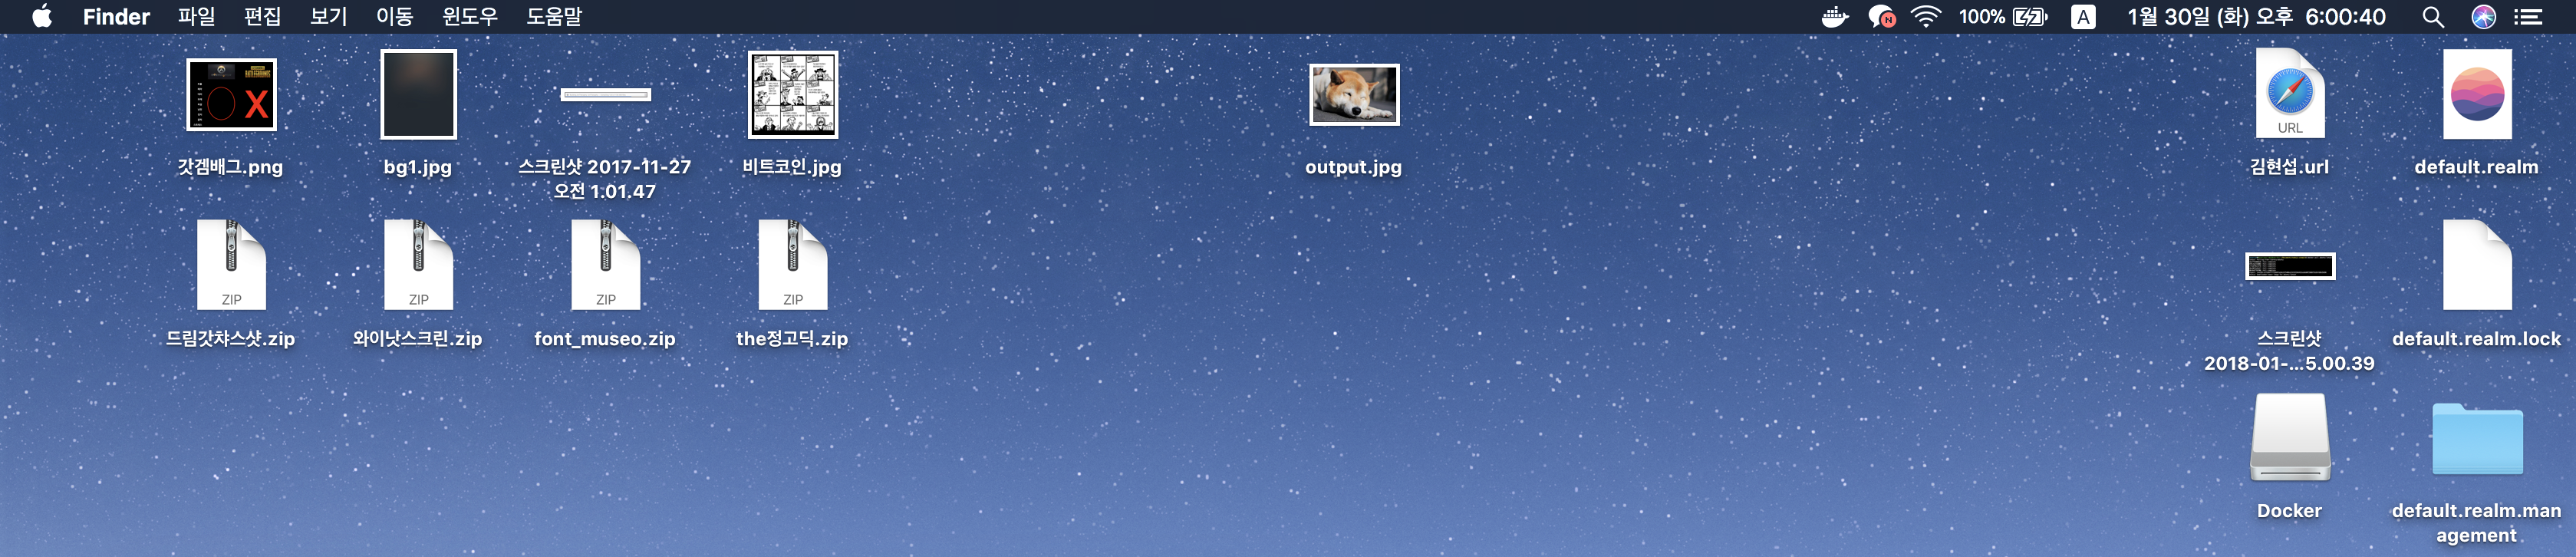 Finder 파일 편집 보기 이동 윈도우 도움말 N 100% A 1월 30일 (화) 오후 6:00:40
갓겜배그.png
bg1.jpg
스크린샷 2017-11-27
오전 1.01.47
비트코인.jpg
output.jpg
URL
김현섭.url
default.realm
ZIP
드림갓챠스샷.zip
ZIP
와이낫스크린.zip
ZIP
font_museo.zip
ZIP
the정고딕.zip
스크린샷
2018-01-...5.00.39
default.realm.lock
Docker
default.realm.man
agement